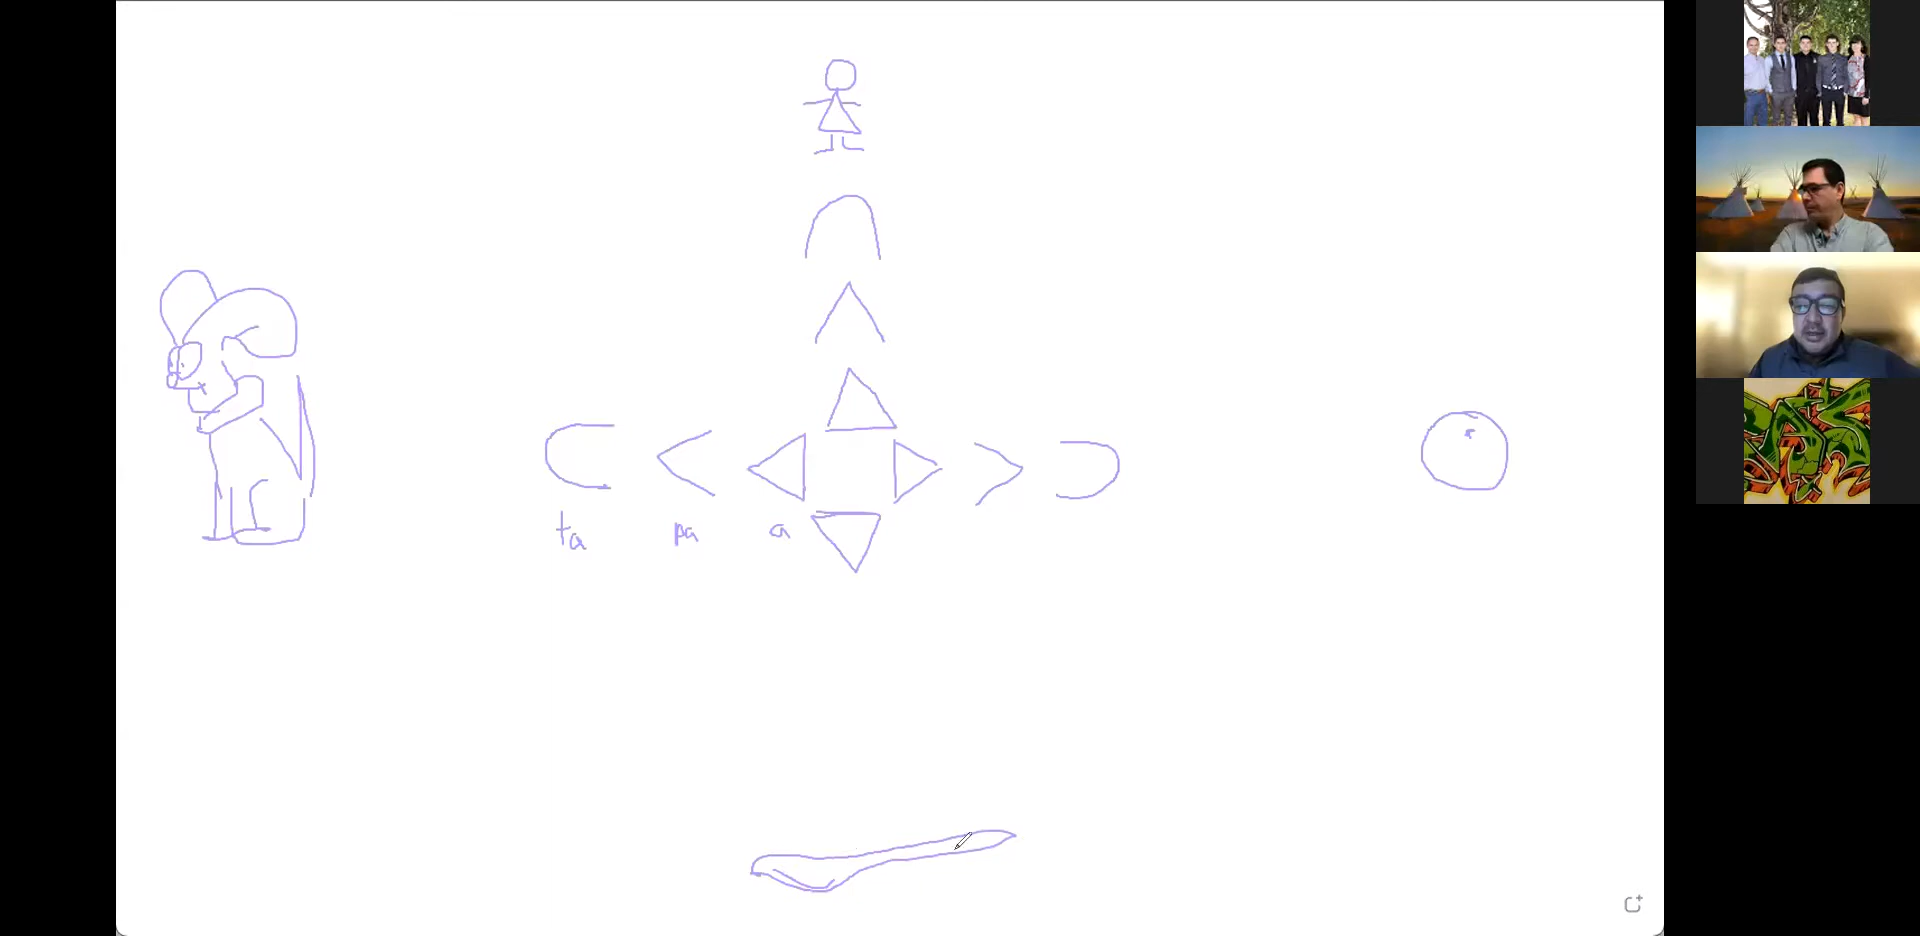 ᑎ
ᐱ
ᐃ
ᑕ ᐸ ᐊ ᐅ ᐳ ᑐ
ta pa a ᐁ